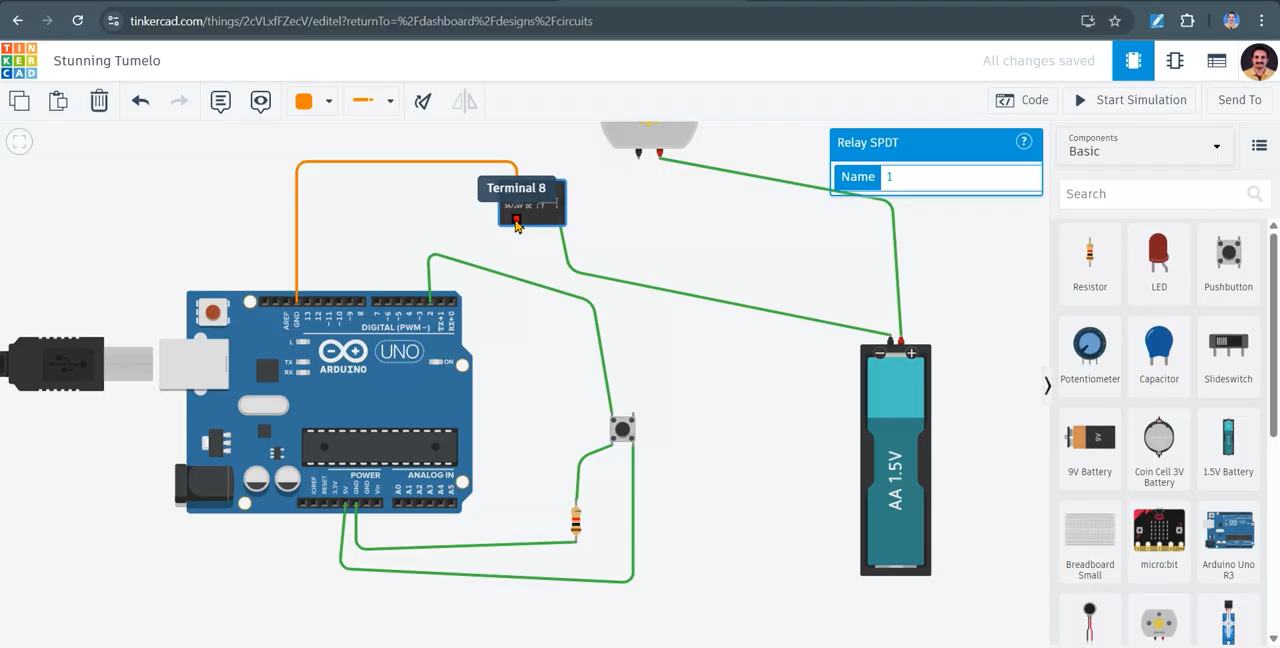 tinkercad.com/things/2cVLxfFZecV/editel?returnTo=%2Fdashboard%2Fdesigns%2Fcircuits
TIN
KER
CAD
Stunning Tumelo
All changes saved
Code
Start Simulation
Send To
Relay SPDT
?
Name
1
Components
Basic
Search
Resistor
LED
Pushbutton
Potentiometer
Capacitor
Slideswitch
9V
9V Battery
Coin Cell 3V Battery
1.5V Battery
Breadboard Small
micro:bit
Arduino Uno R3
Terminal 8
AREF
GND
13
12
~11
~10
~9
8
7
~6
~5
4
~3
2
TX→1
RX←0
DIGITAL (PWM~)
L
TX
RX
UNO
ARDUINO
ON
POWER
ANALOG IN
IOREF
RESET
3.3V
5V
GND
GND
Vin
A0
A1
A2
A3
A4
A5
AA 1.5V